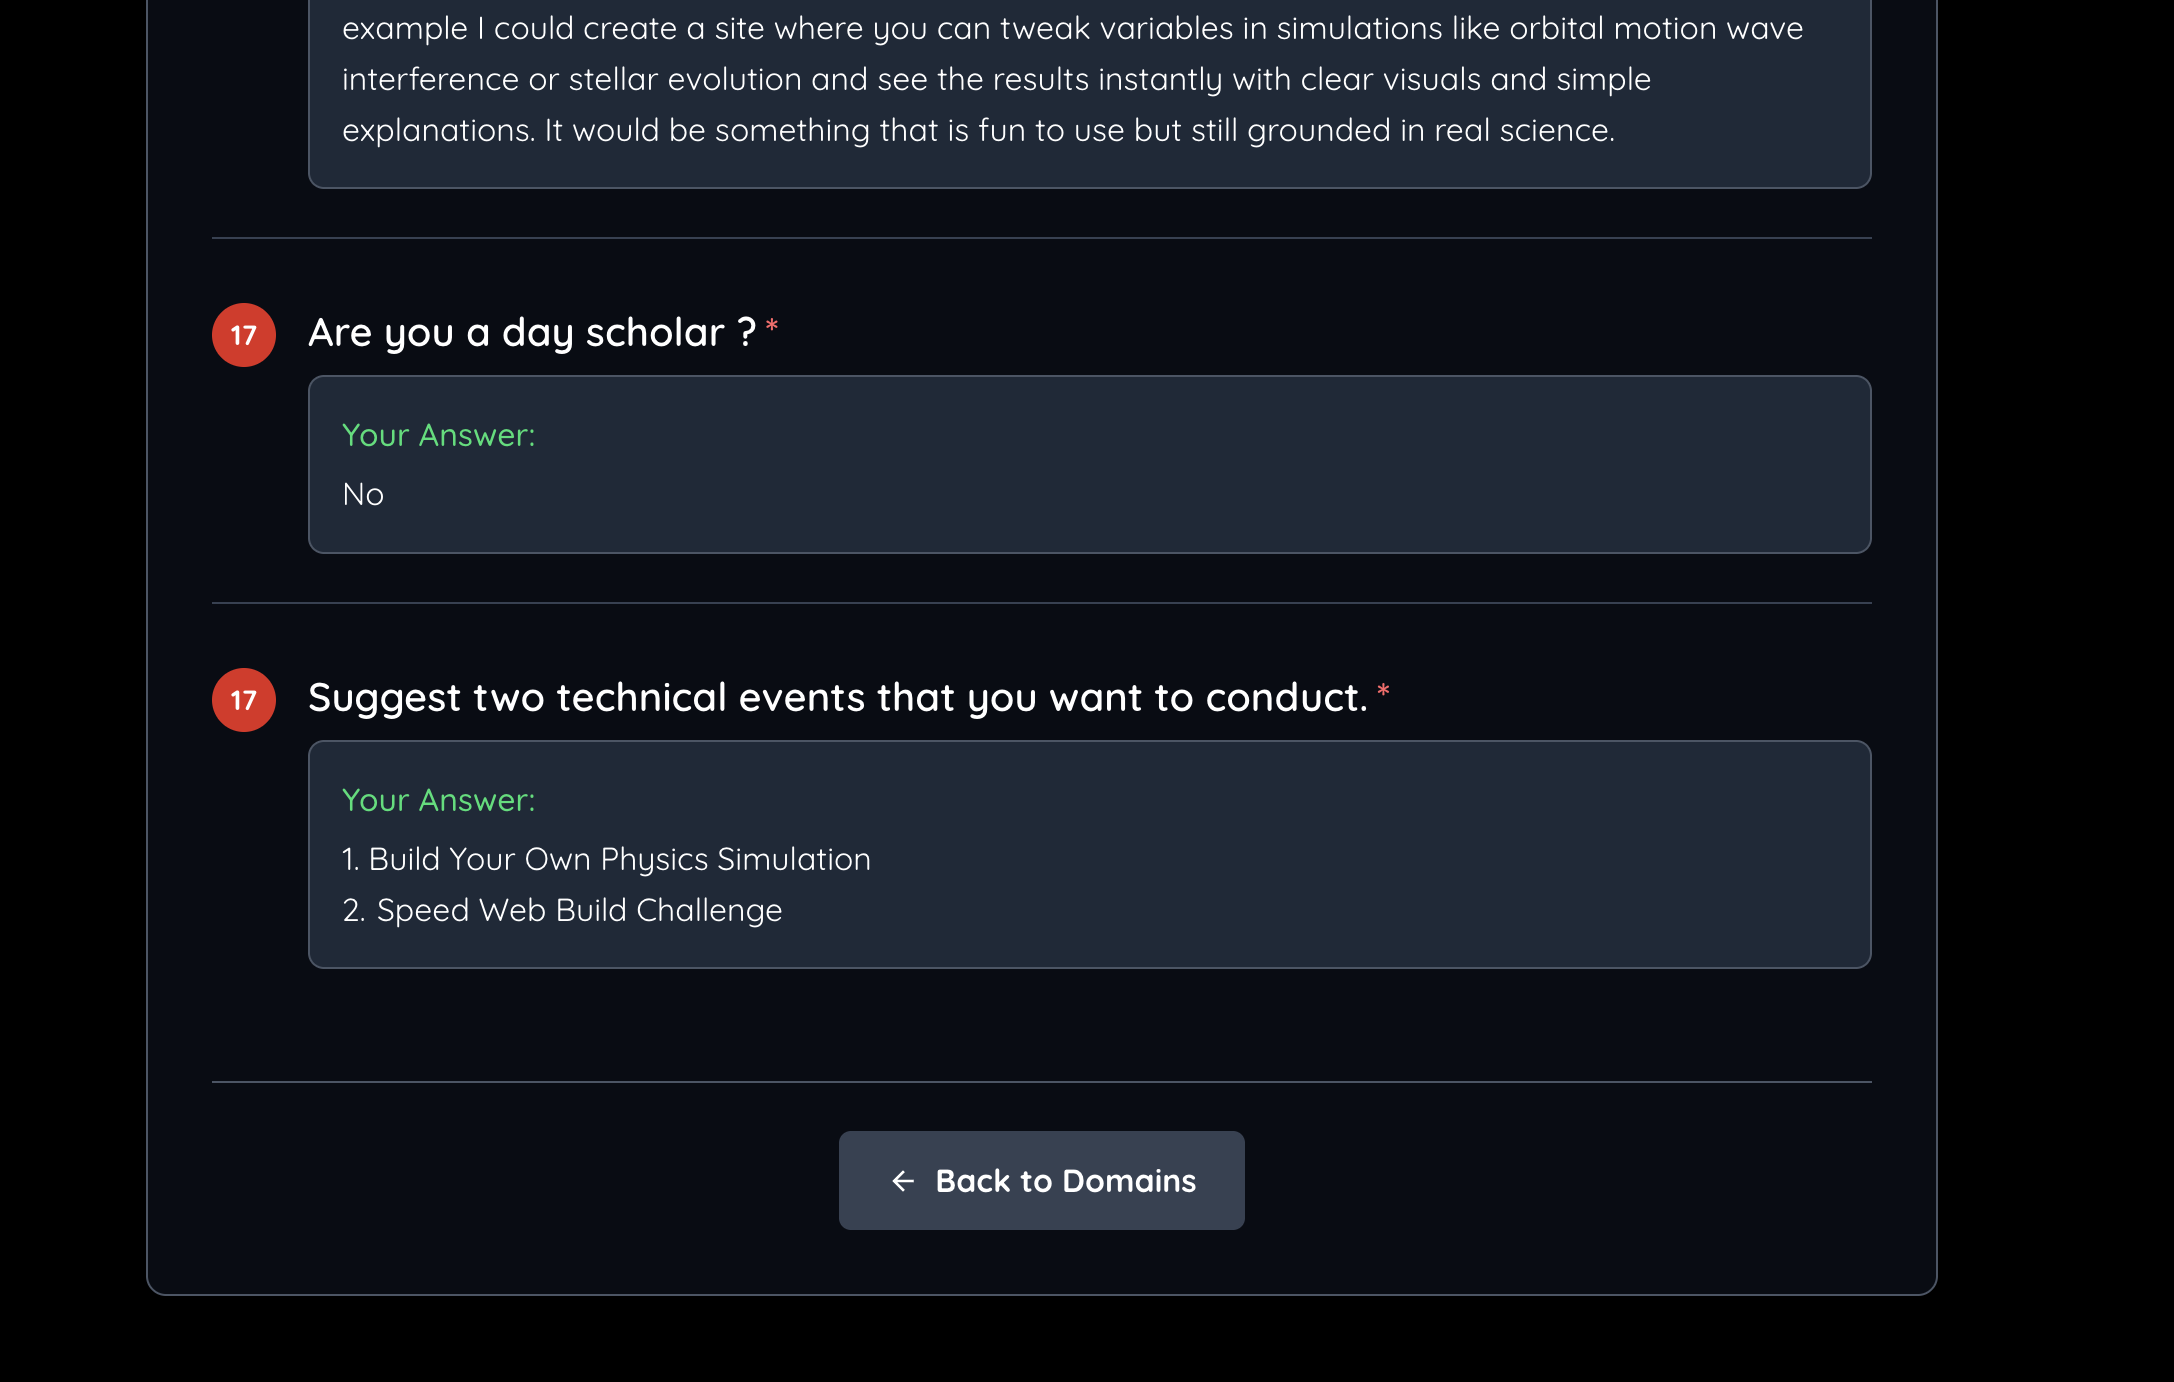 example I could create a site where you can tweak variables in simulations like orbital motion wave
interference or stellar evolution and see the results instantly with clear visuals and simple
explanations. It would be something that is fun to use but still grounded in real science.
17
Are you a day scholar ? *
Your Answer:
No
17
Suggest two technical events that you want to conduct. *
Your Answer:
1. Build Your Own Physics Simulation
2. Speed Web Build Challenge
← Back to Domains